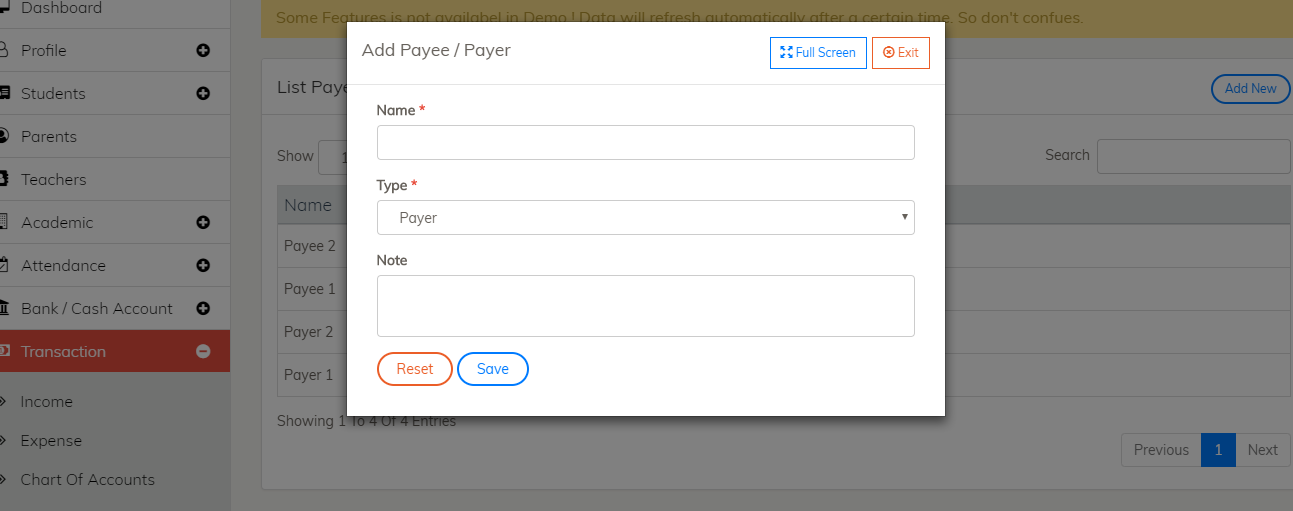 Dashboard
Some Features is not availabel in Demo ! Data will refresh automatically after a certain time. So don't confues.
Profile
Students
Parents
Teachers
Academic
Attendance
Bank / Cash Account
Transaction
Income
Expense
Chart Of Accounts
Add Payee / Payer
Full Screen
Exit
Name *
Type *
Payer
Note
Reset
Save
List Paye
Add New
Show 1
Search
Name
Payee 2
Payee 1
Payer 2
Payer 1
Showing 1 To 4 Of 4 Entries
Previous 1 Next